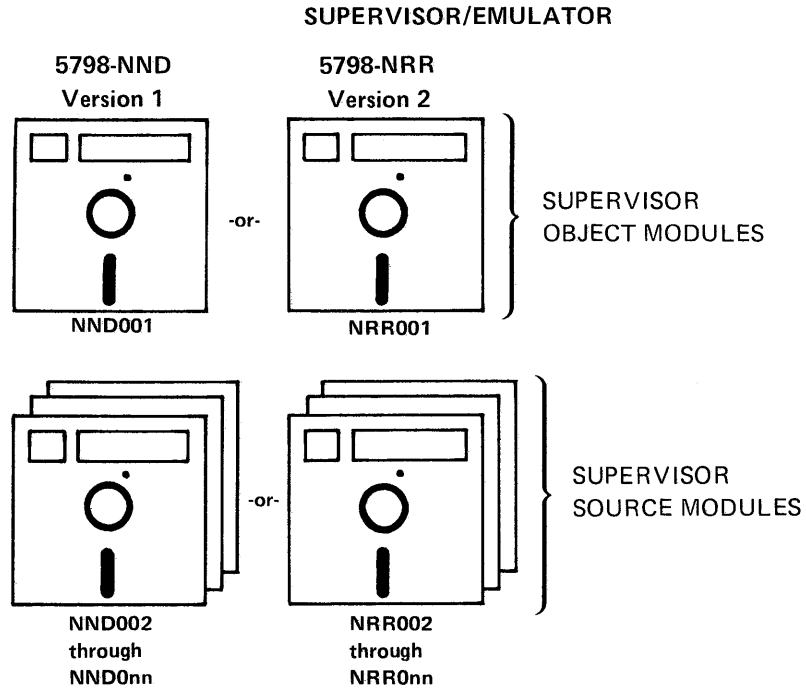 SUPERVISOR/EMULATOR
5798-NND
Version 1
5798-NRR
Version 2
-or-
SUPERVISOR
OBJECT MODULES
NND001
NRR001
-or-
SUPERVISOR
SOURCE MODULES
NND002
through
NND0nn
NRR002
through
NRR0nn